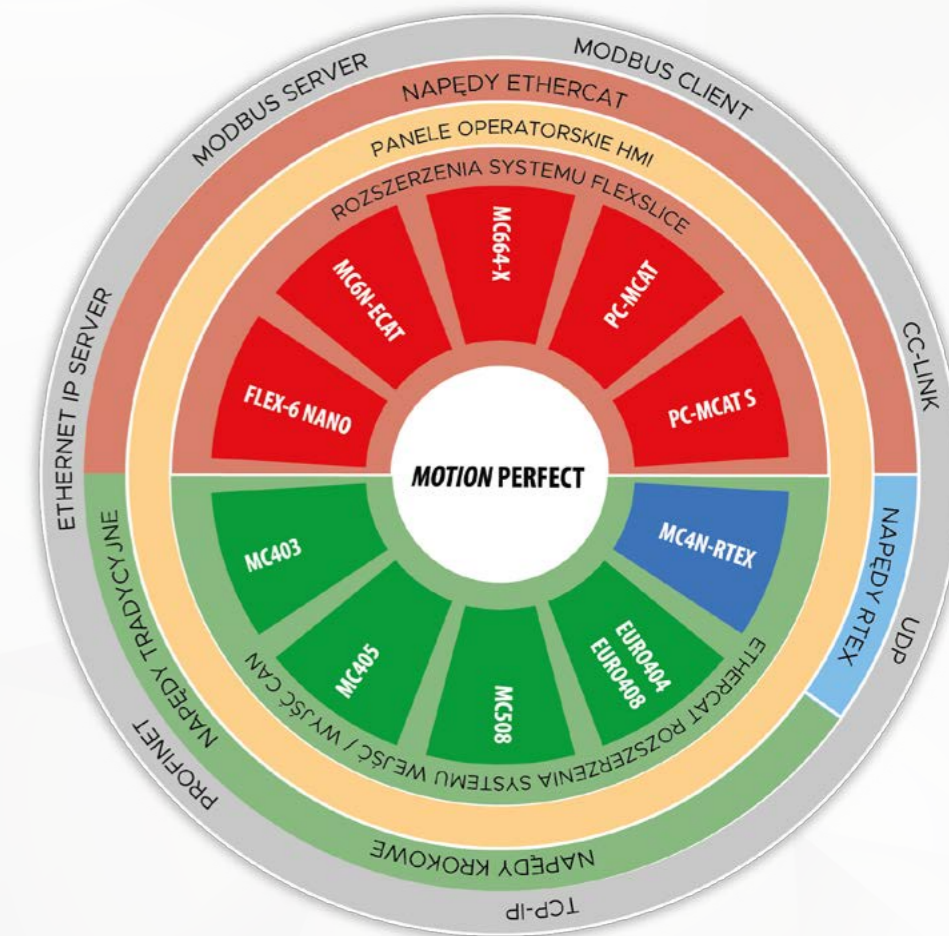 MODBUS SERVER
MODBUS CLIENT
NAPĘDY ETHERCAT
PANELE OPERATORSKIE HMI
ROZSZERZENIA SYSTEMU FLEXSLICE
ETHERNET IP SERVER
CC-LINK
FLEX-6 NANO
MC6N-ECAT
MC664-X
PC-MCAT
PC-MCAT S
MOTION PERFECT
MC403
MC405
MC508
EURO404
EURO408
MC4N-RTEX
ETHERCAT ROZSZERZENIA SYSTEMU WEJŚĆ / WYJŚĆ CAN
NAPĘDY TRADYCYJNE
NAPĘDY RTEX
UDP
PROFINET
NAPĘDY KROKOWE
TCP-IP